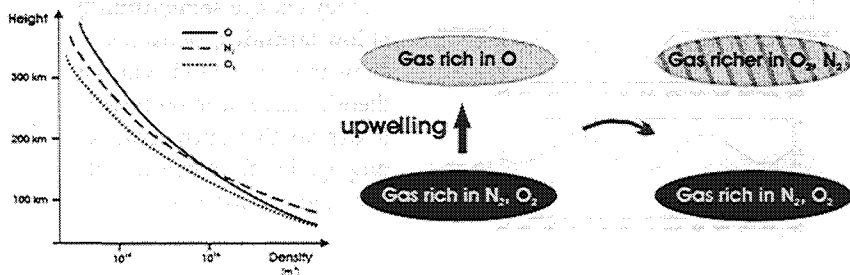 Height
O
N₂
O₂
300 km
200 km
100 km
Density
Gas rich in O
upwelling
Gas rich in N₂, O₂
Gas richer in O₂, N₂
Gas rich in N₂, O₂